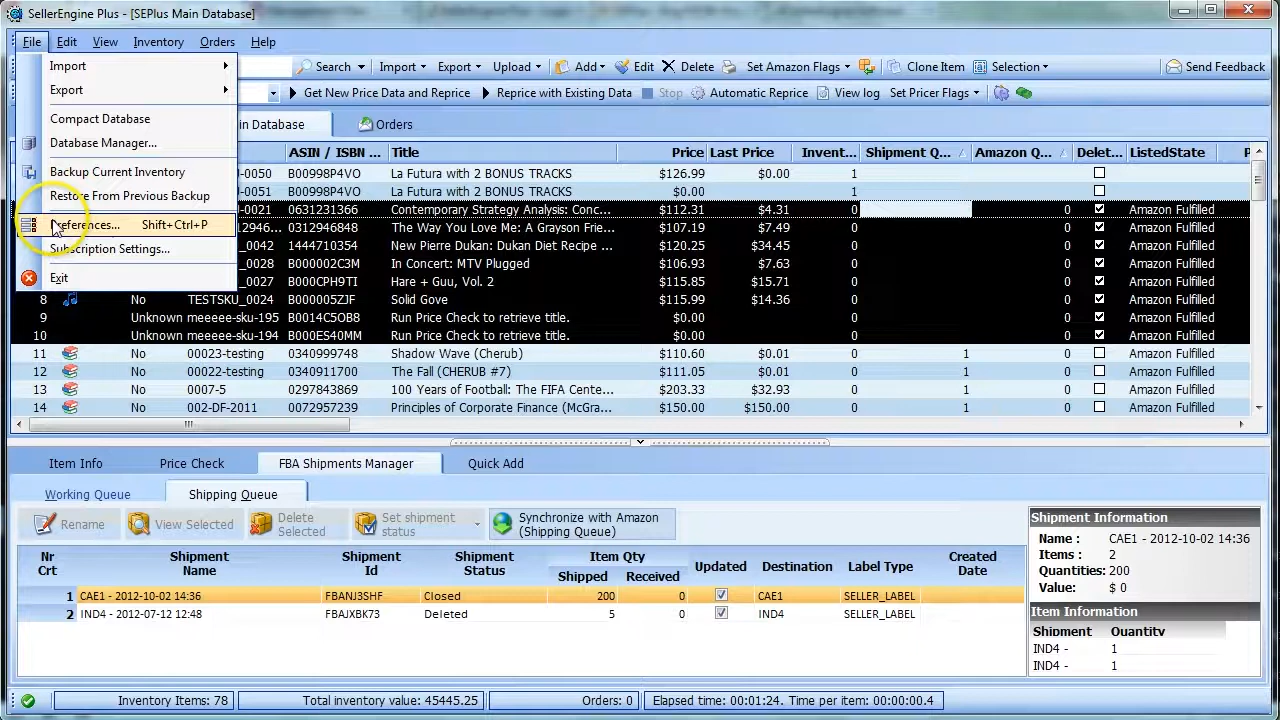 SellerEngine Plus - [SEPlus Main Database]
File Edit View Inventory Orders Help
Search Import Export Upload Add Edit Delete Set Amazon Flags Clone Item Selection Send Feedback
Get New Price Data and Reprice Reprice with Existing Data Stop Automatic Reprice View log Set Pricer Flags
Import
Export
Compact Database
Database Manager...
Backup Current Inventory
Restore From Previous Backup
Preferences... Shift+Ctrl+P
Subscription Settings...
Exit
in Database Orders
ASIN / ISBN ... Title Price Last Price Invent... Shipment Q... Amazon Q... Delet... ListedState P
-0050 B00998P4VO La Futura with 2 BONUS TRACKS $126.99 $0.00 1
-0051 B00998P4VO La Futura with 2 BONUS TRACKS $0.00 1
-0021 0631231366 Contemporary Strategy Analysis: Conc... $112.31 $4.31 0 0 Amazon Fulfilled
12946... 0312946848 The Way You Love Me: A Grayson Frie... $107.19 $7.49 0 0 Amazon Fulfilled
_0042 1444710354 New Pierre Dukan: Dukan Diet Recipe ... $120.25 $34.45 0 0 Amazon Fulfilled
_0028 B000002C3M In Concert: MTV Plugged $106.93 $7.63 0 0 Amazon Fulfilled
_0027 B000CPH9TI Hare + Guu, Vol. 2 $115.85 $15.71 0 0 Amazon Fulfilled
8 No TESTSKU_0024 B000005ZJF Solid Gove $115.99 $14.36 0 0 Amazon Fulfilled
9 Unknown meeeee-sku-195 B0014C5OB8 Run Price Check to retrieve title. $0.00 0 0 Amazon Fulfilled
10 Unknown meeeee-sku-194 B000ES40MM Run Price Check to retrieve title. $0.00 0 0 Amazon Fulfilled
11 No 00023-testing 0340999748 Shadow Wave (Cherub) $110.60 $0.01 0 1 0 Amazon Fulfilled
12 No 00022-testing 0340911700 The Fall (CHERUB #7) $111.05 $0.01 0 1 0 Amazon Fulfilled
13 No 0007-5 0297843869 100 Years of Football: The FIFA Cente... $203.33 $32.93 0 1 0 Amazon Fulfilled
14 No 002-DF-2011 0072957239 Principles of Corporate Finance (McGra... $150.00 $150.00 0 1 0 Amazon Fulfilled
Item Info Price Check FBA Shipments Manager Quick Add
Working Queue Shipping Queue
Rename View Selected Delete Selected Set shipment status Synchronize with Amazon (Shipping Queue)
Nr Crt Shipment Name Shipment Id Shipment Status Item Qty Shipped Received Updated Destination Label Type Created Date
1 CAE1 - 2012-10-02 14:36 FBANJ3SHF Closed 200 0 CAE1 SELLER_LABEL
2 IND4 - 2012-07-12 12:48 FBAJXBK73 Deleted 5 0 IND4 SELLER_LABEL
Shipment Information
Name : CAE1 - 2012-10-02 14:36
Items : 2
Quantities: 200
Value: $ 0
Item Information
Shipment Quantity
IND4 - 1
IND4 - 1
Inventory Items: 78 Total inventory value: 45445.25 Orders: 0 Elapsed time: 00:01:24. Time per item: 00:00:00.4